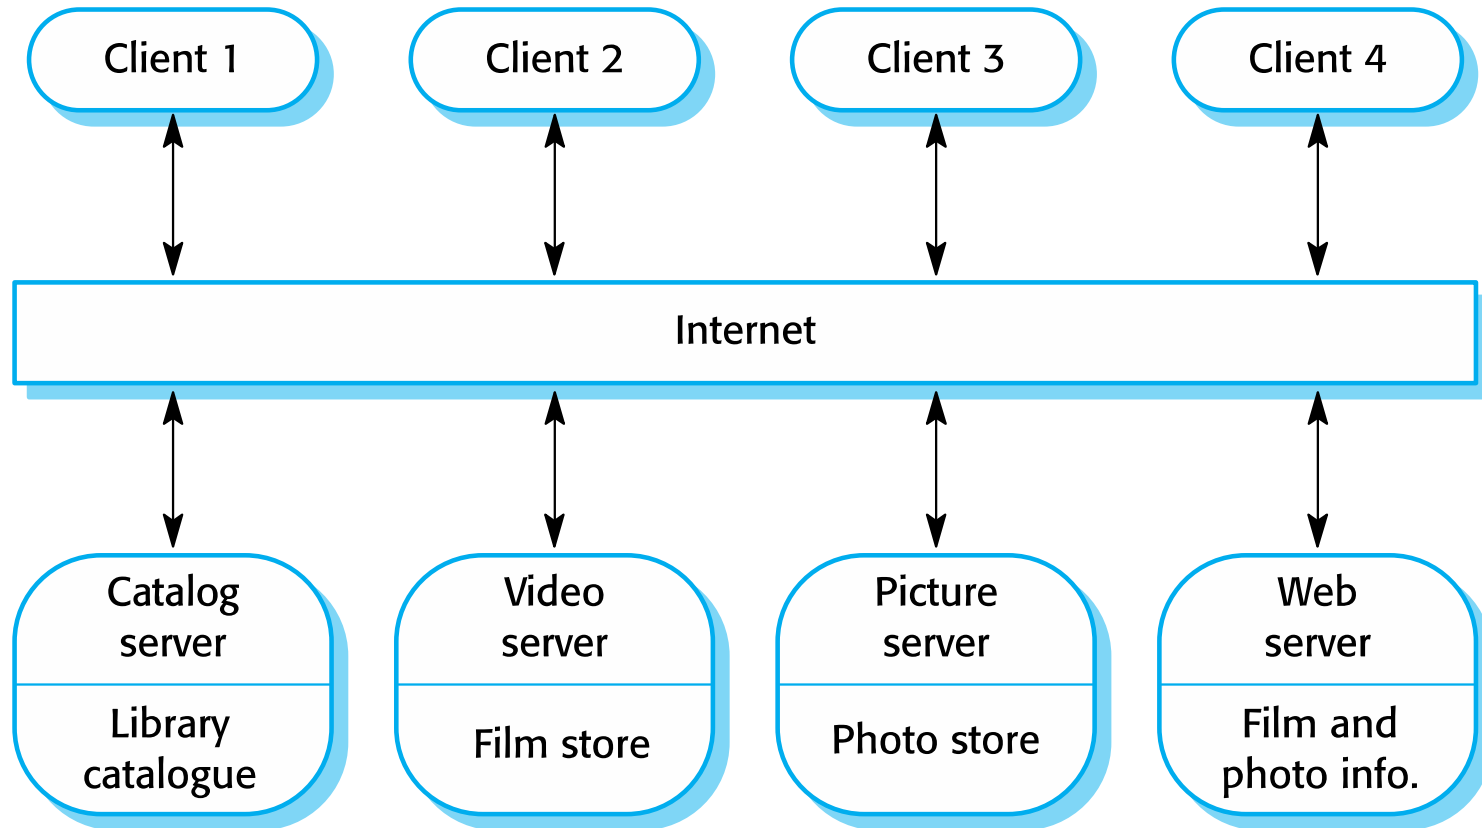 Client 1
Client 2
Client 3
Client 4
Internet
Catalog
server
Library
catalogue
Video
server
Film store
Picture
server
Photo store
Web
server
Film and
photo info.